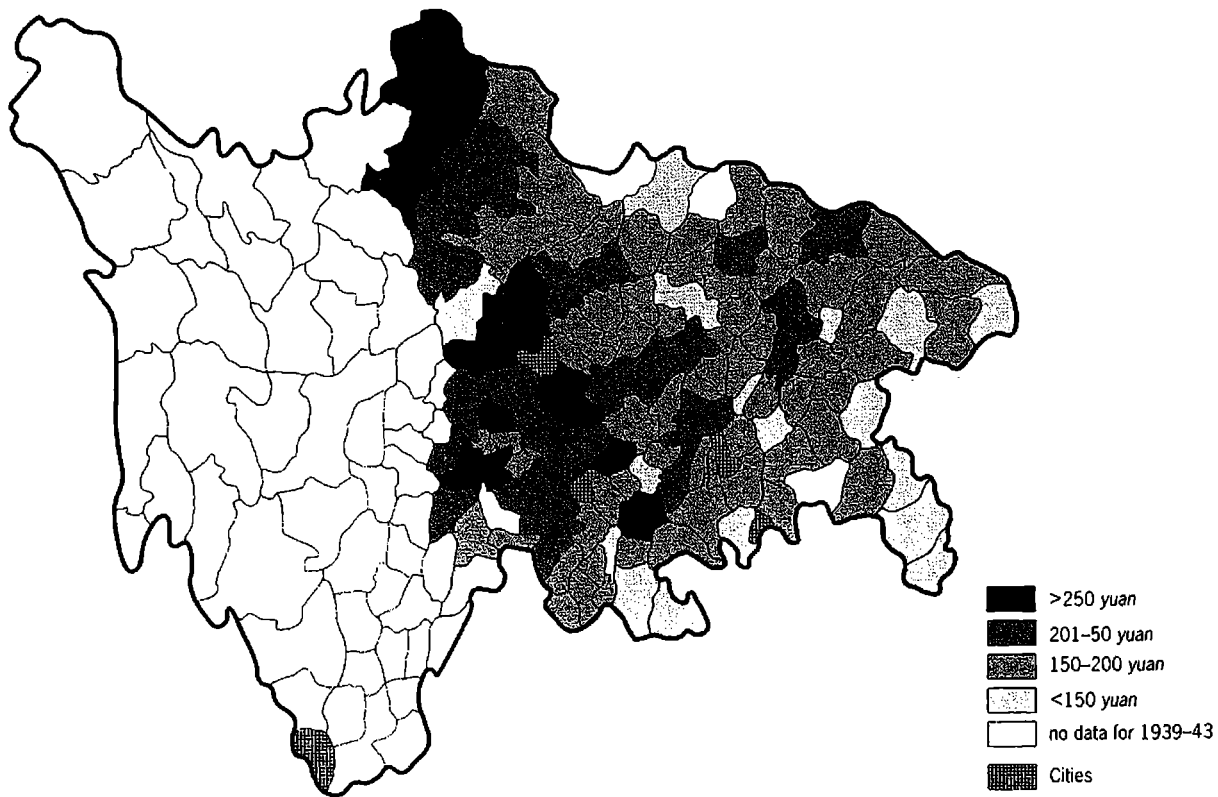 >250 yuan
201–50 yuan
150–200 yuan
<150 yuan
no data for 1939–43
Cities